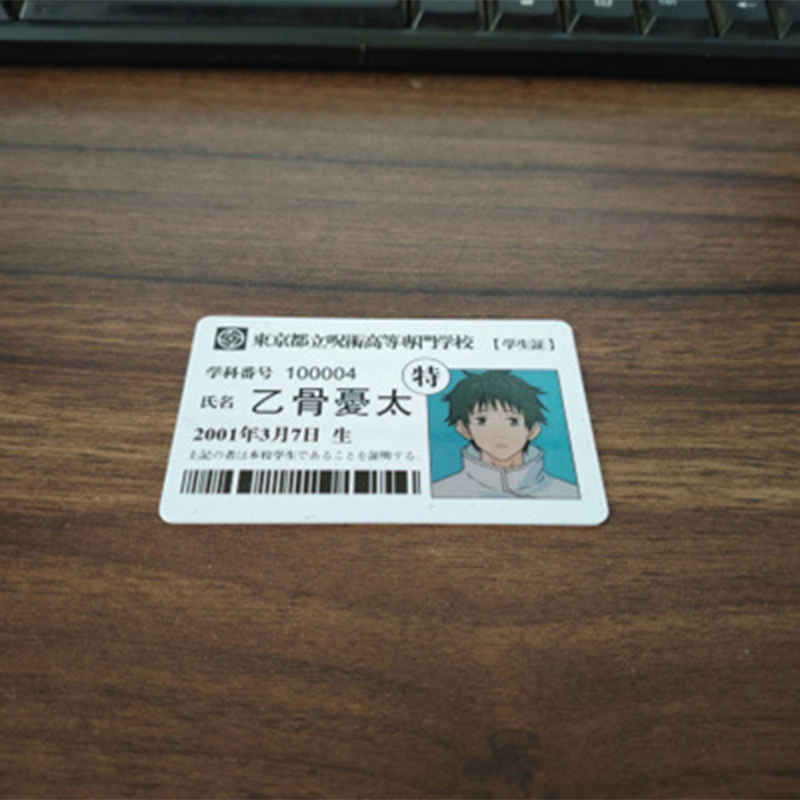 東京都立呪術高等専門学校 【学生証】
学科番号 100004
特
氏名 乙骨憂太
2001年3月7日 生
上記の者は本校学生であることを証明する。